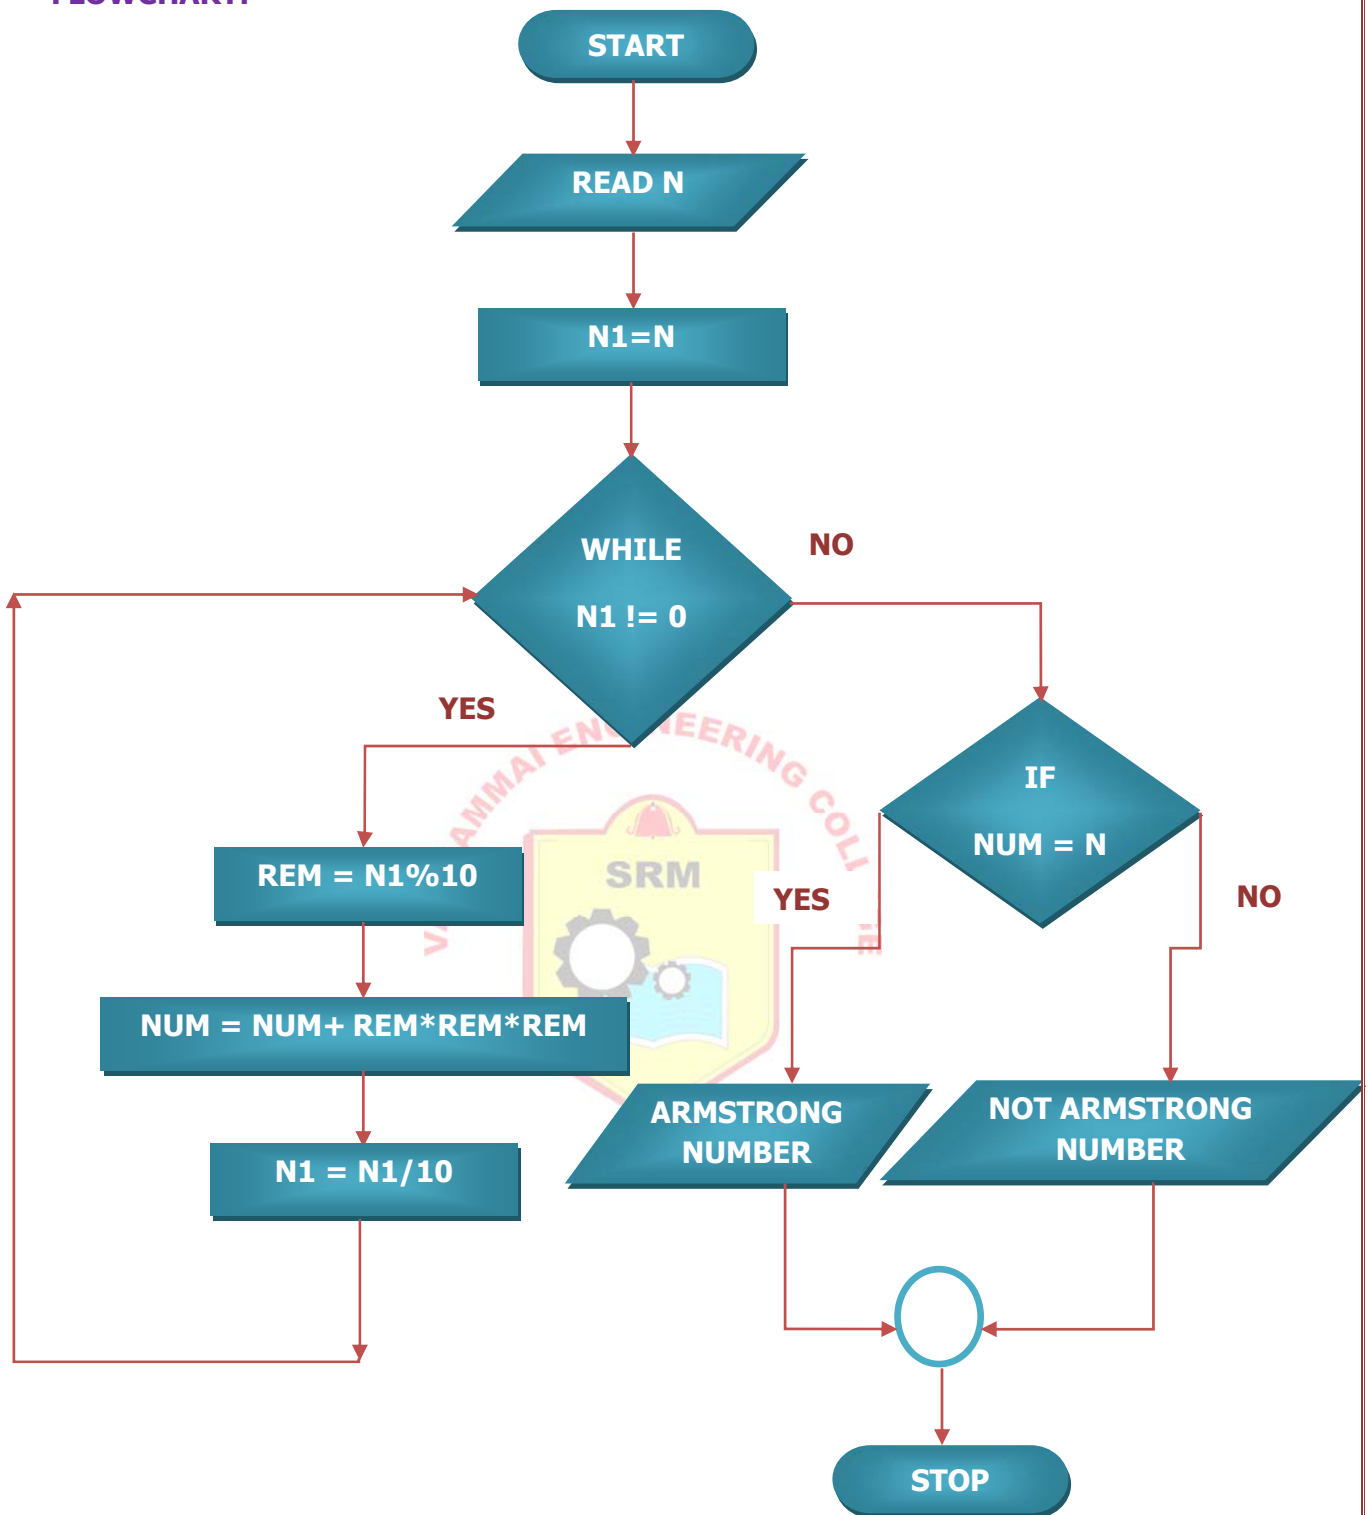 START
READ N
N1=N
WHILE
N1 != 0
NO
YES
IF
NUM = N
REM = N1%10
SRM
YES
NO
NUM = NUM+ REM*REM*REM
ARMSTRONG
NUMBER
NOT ARMSTRONG
NUMBER
N1 = N1/10
STOP